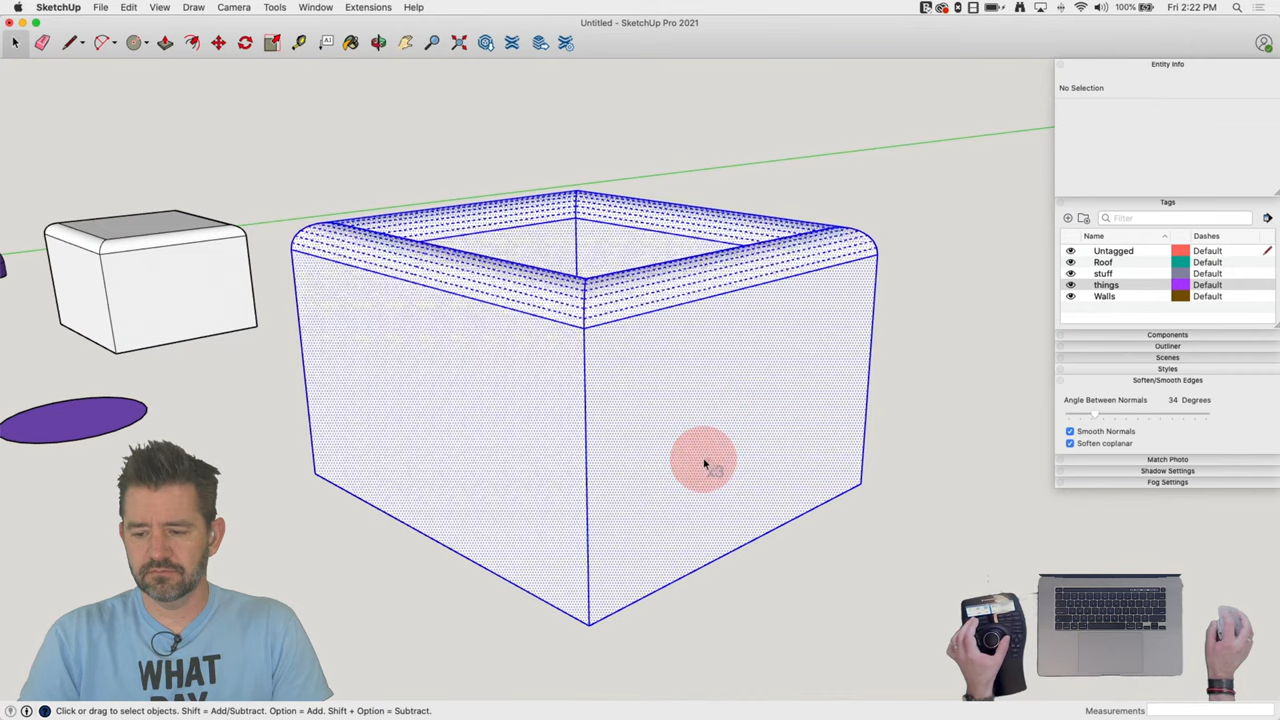 SketchUp File Edit View Draw Camera Tools Window Extensions Help
100% Fri 2:22 PM
Untitled - SketchUp Pro 2021
Entity Info
No Selection
Tags
Filter
Name Dashes
Untagged Default
Roof Default
stuff Default
things Default
Walls Default
Components
Outliner
Scenes
Styles
Soften/Smooth Edges
Angle Between Normals 34 Degrees
Smooth Normals
Soften coplanar
Match Photo
Shadow Settings
Fog Settings
x3
WHAT
DAY
Click or drag to select objects. Shift = Add/Subtract. Option = Add. Shift + Option = Subtract.
Measurements